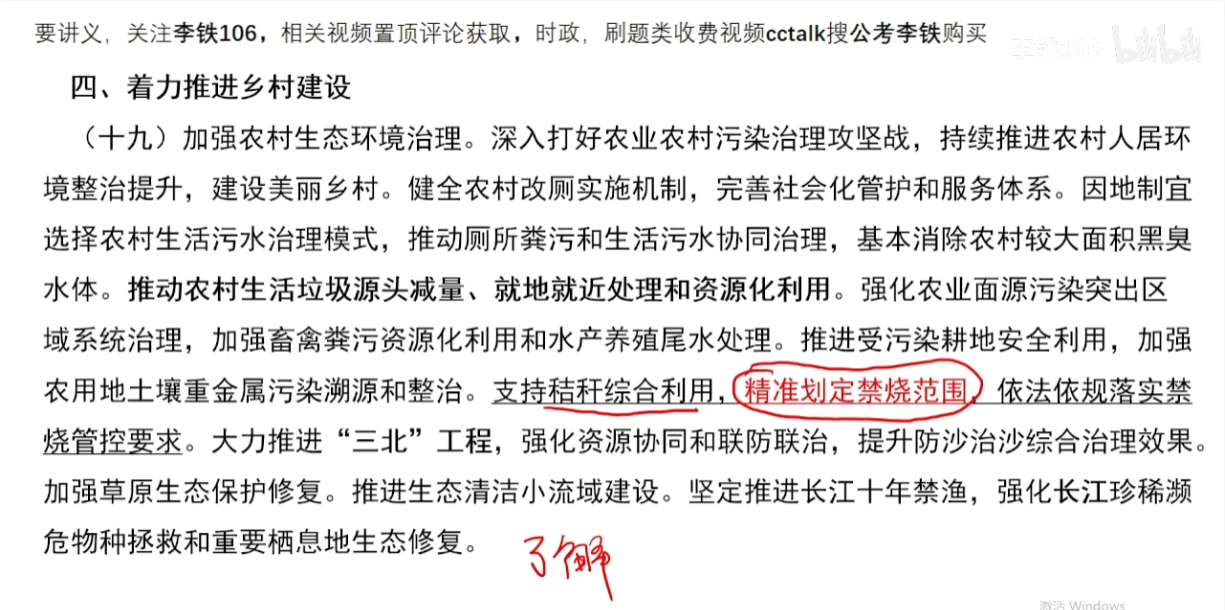 要讲义，关注李铁106，相关视频置顶评论获取，时政，刷题类收费视频cctalk搜公考李铁购买
李铁106 bilibili
四、着力推进乡村建设
（十九）加强农村生态环境治理。深入打好农业农村污染治理攻坚战，持续推进农村人居环
境整治提升，建设美丽乡村。健全农村改厕实施机制，完善社会化管护和服务体系。因地制宜
选择农村生活污水治理模式，推动厕所粪污和生活污水协同治理，基本消除农村较大面积黑臭
水体。推动农村生活垃圾源头减量、就地就近处理和资源化利用。强化农业面源污染突出区
域系统治理，加强畜禽粪污资源化利用和水产养殖尾水处理。推进受污染耕地安全利用，加强
农用地土壤重金属污染溯源和整治。支持秸秆综合利用，精准划定禁烧范围，依法依规落实禁
烧管控要求。大力推进“三北”工程，强化资源协同和联防联治，提升防沙治沙综合治理效果。
加强草原生态保护修复。推进生态清洁小流域建设。坚定推进长江十年禁渔，强化长江珍稀濒
危物种拯救和重要栖息地生态修复。
了解
激活 Windows